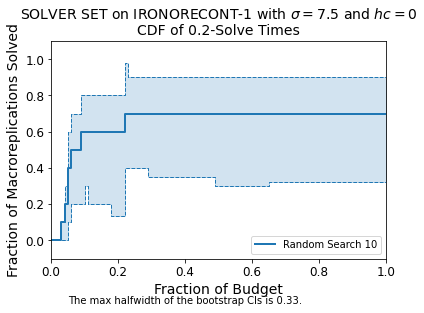 SOLVER SET on IRONORECONT-1 with σ = 7.5 and hc = 0
CDF of 0.2-Solve Times
Fraction of Macroreplications Solved
1.0
0.8
0.6
0.4
0.2
0.0
Random Search 10
0.0 0.2 0.4 0.6 0.8 1.0
Fraction of Budget
The max halfwidth of the bootstrap CIs is 0.33.